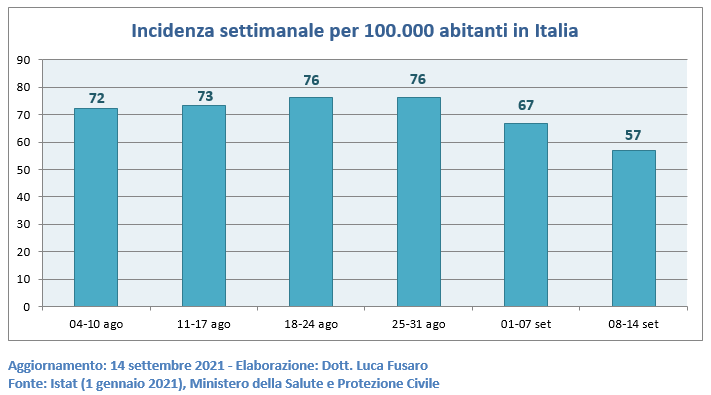 Incidenza settimanale per 100.000 abitanti in Italia
90
80
70
60
50
40
30
20
10
0
72
73
76
76
67
57
04-10 ago
11-17 ago
18-24 ago
25-31 ago
01-07 set
08-14 set
Aggiornamento: 14 settembre 2021 - Elaborazione: Dott. Luca Fusaro
Fonte: Istat (1 gennaio 2021), Ministero della Salute e Protezione Civile